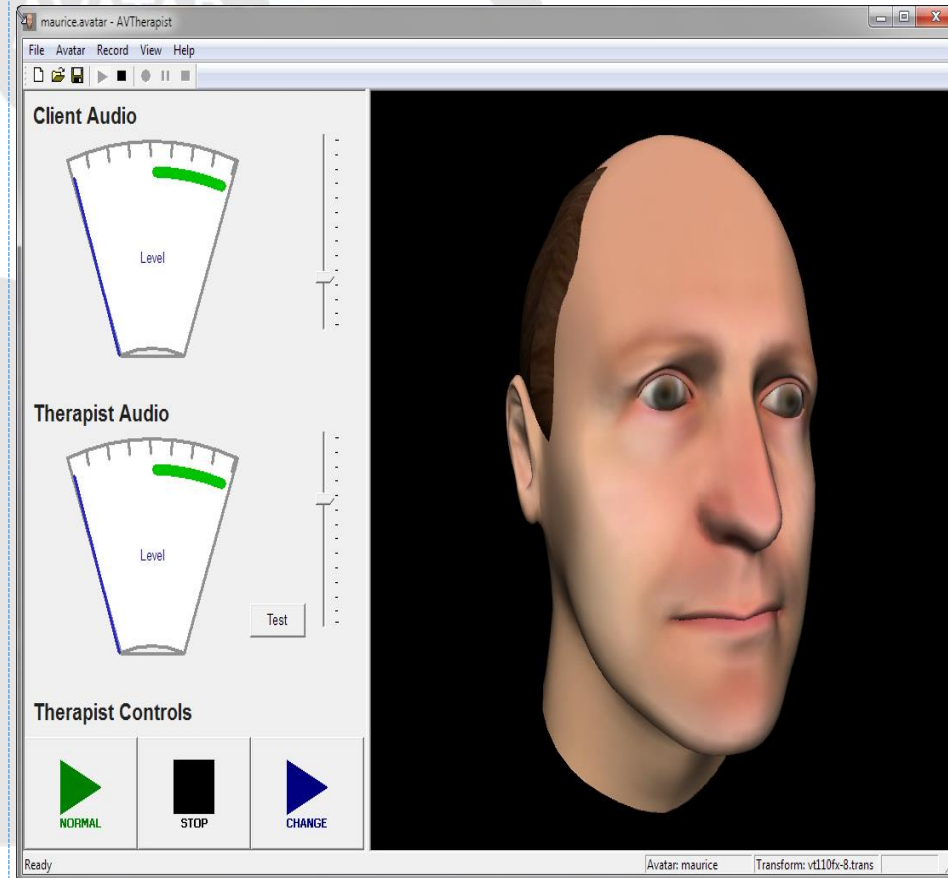 maurice.avatar - AVTherapist
File Avatar Record View Help
Client Audio
Level
Therapist Audio
Level
Test
Therapist Controls
NORMAL STOP CHANGE
Ready Avatar: maurice Transform: vt110fx-8.trans